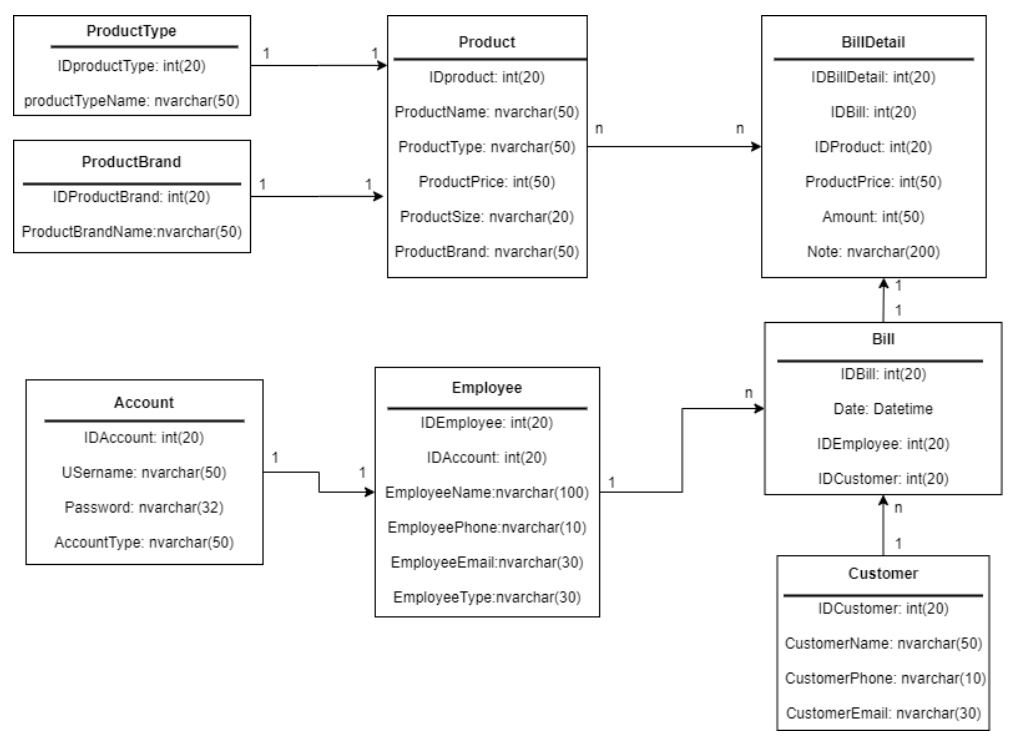 ProductType
IDproductType: int(20)
productTypeName: nvarchar(50)
1
1
Product
IDproduct: int(20)
ProductName: nvarchar(50)
ProductType: nvarchar(50)
ProductPrice: int(50)
ProductSize: nvarchar(20)
ProductBrand: nvarchar(50)
n
n
BillDetail
IDBillDetail: int(20)
IDBill: int(20)
IDProduct: int(20)
ProductPrice: int(50)
Amount: int(50)
Note: nvarchar(200)
ProductBrand
IDProductBrand: int(20)
ProductBrandName:nvarchar(50)
1
1
1
1
Bill
IDBill: int(20)
Date: Datetime
IDEmployee: int(20)
IDCustomer: int(20)
Account
IDAccount: int(20)
USername: nvarchar(50)
Password: nvarchar(32)
AccountType: nvarchar(50)
1
1
Employee
IDEmployee: int(20)
IDAccount: int(20)
EmployeeName:nvarchar(100)
EmployeePhone:nvarchar(10)
EmployeeEmail:nvarchar(30)
EmployeeType:nvarchar(30)
1
n
n
1
Customer
IDCustomer: int(20)
CustomerName: nvarchar(50)
CustomerPhone: nvarchar(10)
CustomerEmail: nvarchar(30)